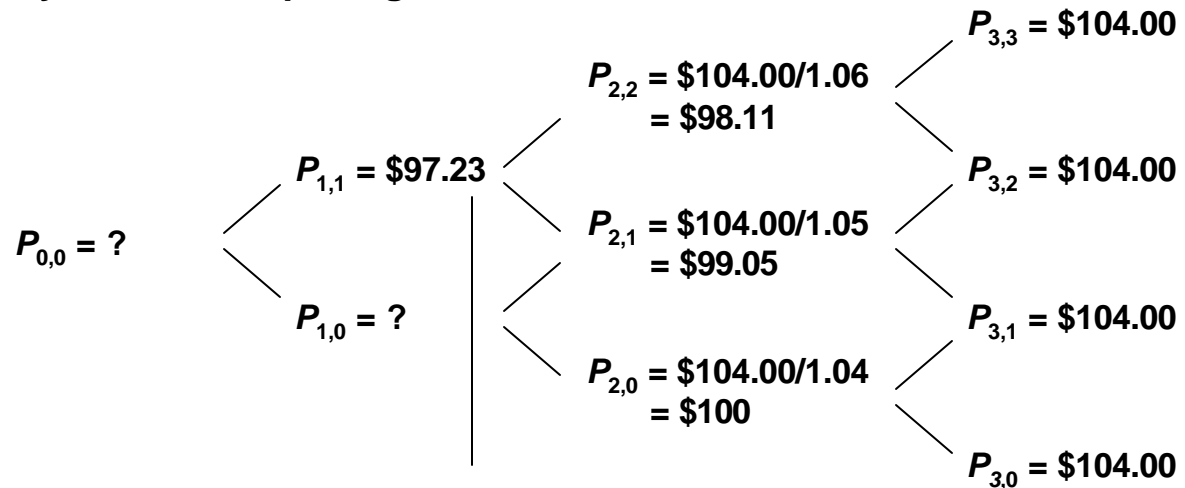 P3,3 = $104.00
P2,2 = $104.00/1.06
= $98.11
P1,1 = $97.23
P3,2 = $104.00
P2,1 = $104.00/1.05
= $99.05
P0,0 = ?
P1,0 = ?
P3,1 = $104.00
P2,0 = $104.00/1.04
= $100
P3,0 = $104.00